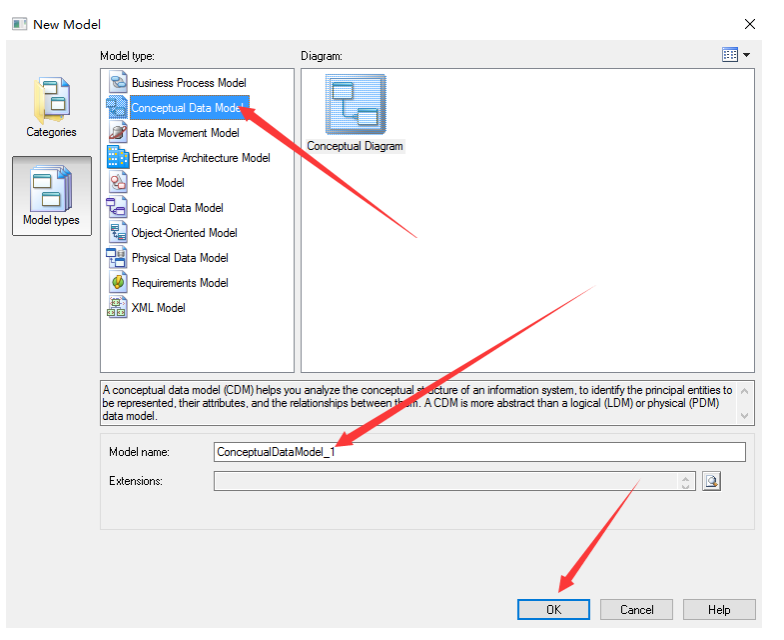 New Model
Model type:
Diagram:
Categories
Model types
Business Process Model
Conceptual Data Model
Data Movement Model
Enterprise Architecture Model
Free Model
Logical Data Model
Object-Oriented Model
Physical Data Model
Requirements Model
XML Model
Conceptual Diagram
A conceptual data model (CDM) helps you analyze the conceptual structure of an information system, to identify the principal entities to
be represented, their attributes, and the relationships between them. A CDM is more abstract than a logical (LDM) or physical (PDM)
data model.
Model name:
ConceptualDataModel_1
Extensions:
OK
Cancel
Help